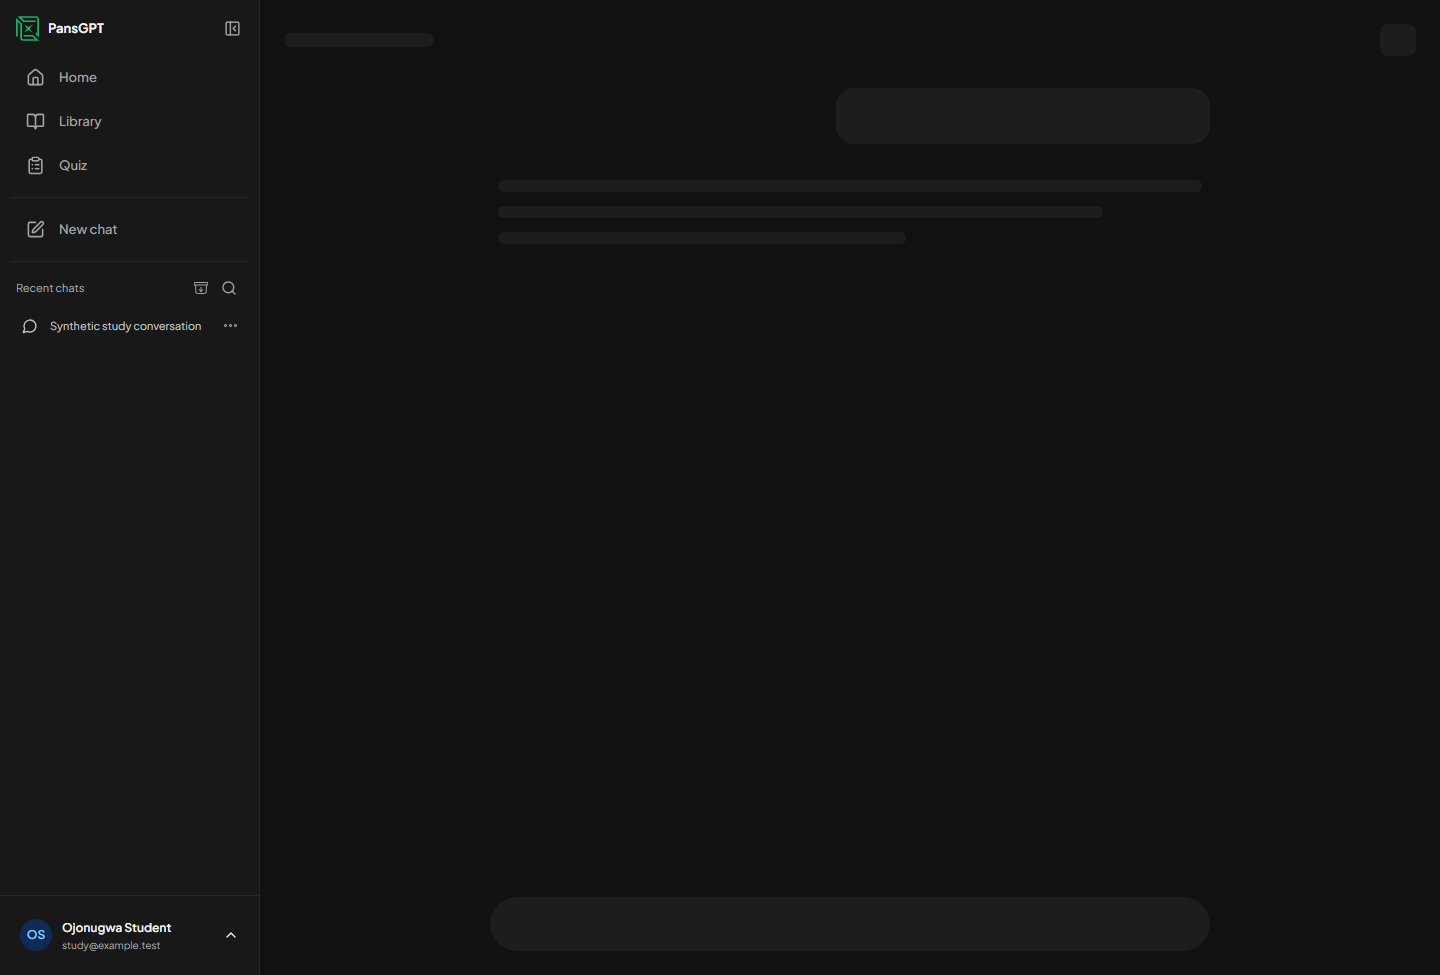 PansGPT
Home
Library
Quiz
New chat
Recent chats
Synthetic study conversation
OS
Ojonugwa Student
study@example.test